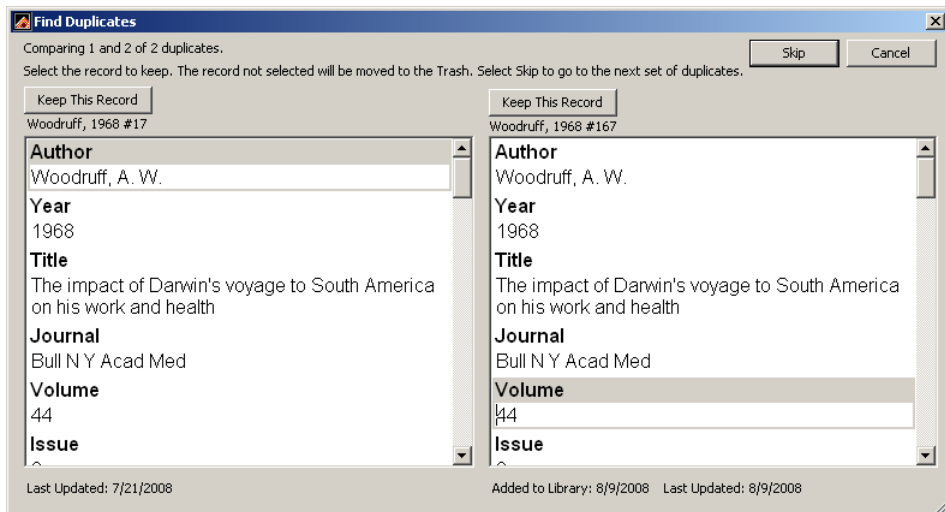 Find Duplicates
Comparing 1 and 2 of 2 duplicates.
Skip
Cancel
Select the record to keep. The record not selected will be moved to the Trash. Select Skip to go to the next set of duplicates.
Keep This Record
Woodruff, 1968 #17
Author
Woodruff, A. W.
Year
1968
Title
The impact of Darwin's voyage to South America
on his work and health
Journal
Bull N Y Acad Med
Volume
44
Issue
Last Updated: 7/21/2008
Keep This Record
Woodruff, 1968 #167
Author
Woodruff, A. W.
Year
1968
Title
The impact of Darwin's voyage to South America
on his work and health
Journal
Bull N Y Acad Med
Volume
44
Issue
Added to Library: 8/9/2008 Last Updated: 8/9/2008